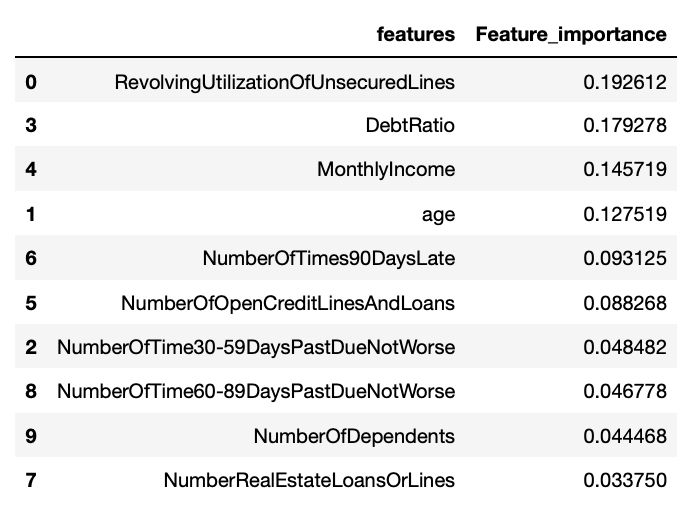 features Feature_importance
0 RevolvingUtilizationOfUnsecuredLines 0.192612
3 DebtRatio 0.179278
4 MonthlyIncome 0.145719
1 age 0.127519
6 NumberOfTimes90DaysLate 0.093125
5 NumberOfOpenCreditLinesAndLoans 0.088268
2 NumberOfTime30-59DaysPastDueNotWorse 0.048482
8 NumberOfTime60-89DaysPastDueNotWorse 0.046778
9 NumberOfDependents 0.044468
7 NumberRealEstateLoansOrLines 0.033750